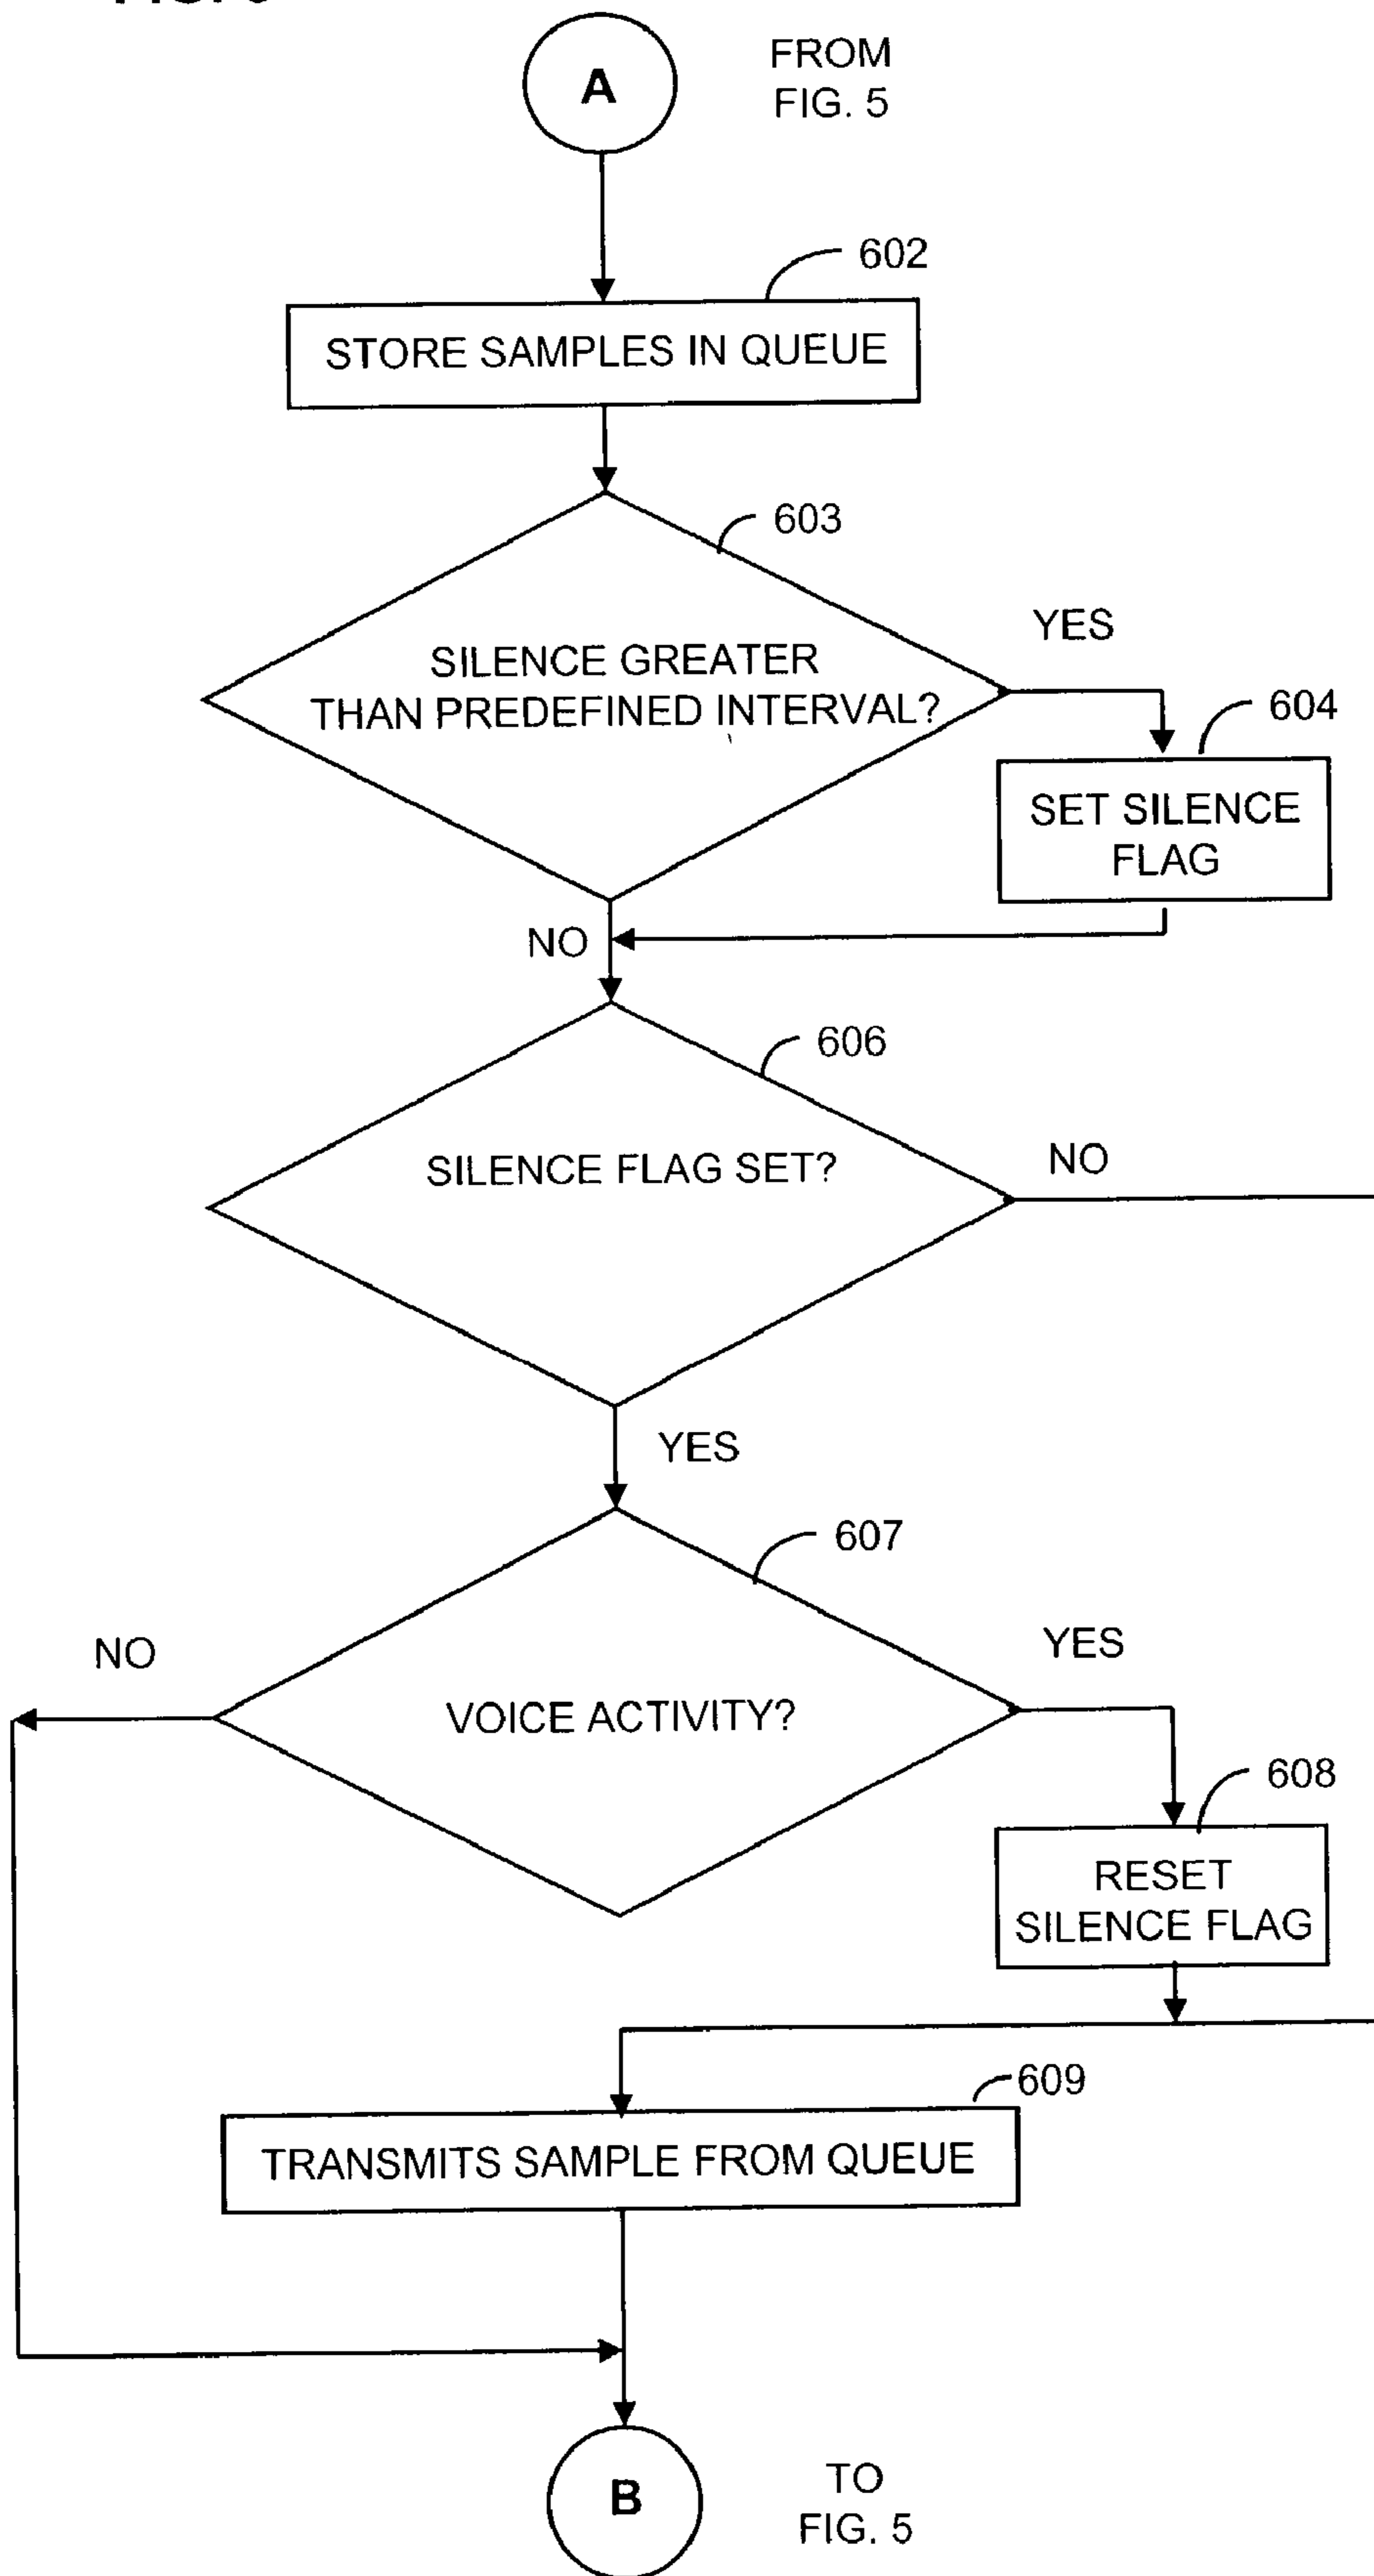 A
FROM
FIG. 5
602
STORE SAMPLES IN QUEUE
603
YES
SILENCE GREATER
THAN PREDEFINED INTERVAL?
604
SET SILENCE
FLAG
NO
606
SILENCE FLAG SET?
NO
YES
607
NO
YES
VOICE ACTIVITY?
608
RESET
SILENCE FLAG
609
TRANSMITS SAMPLE FROM QUEUE
B
TO
FIG. 5